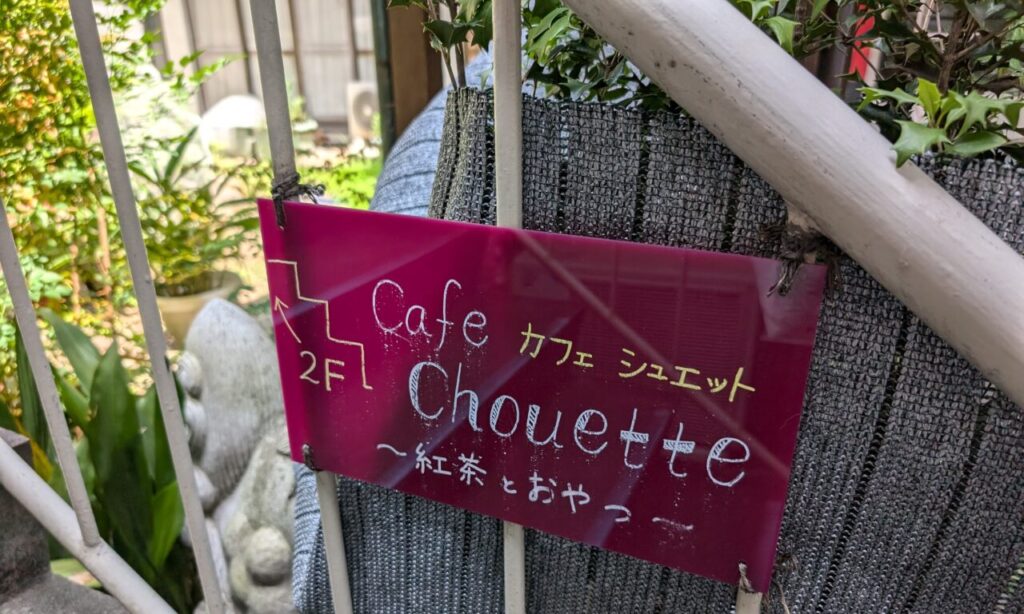 2F
Cafe
カフェ シュエット
Chouette
～紅茶とおやつ～